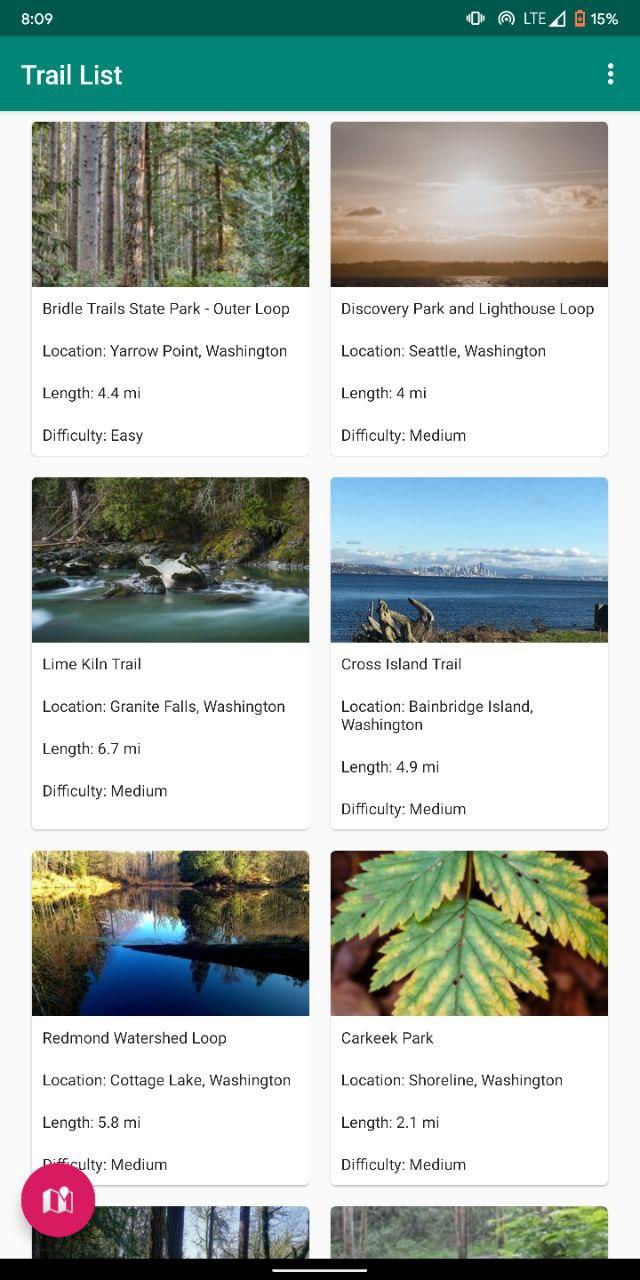 8:09
LTE
15%
Trail List
Bridle Trails State Park - Outer Loop
Location: Yarrow Point, Washington
Length: 4.4 mi
Difficulty: Easy
Discovery Park and Lighthouse Loop
Location: Seattle, Washington
Length: 4 mi
Difficulty: Medium
Lime Kiln Trail
Location: Granite Falls, Washington
Length: 6.7 mi
Difficulty: Medium
Cross Island Trail
Location: Bainbridge Island,
Washington
Length: 4.9 mi
Difficulty: Medium
Redmond Watershed Loop
Location: Cottage Lake, Washington
Length: 5.8 mi
Difficulty: Medium
Carkeek Park
Location: Shoreline, Washington
Length: 2.1 mi
Difficulty: Medium